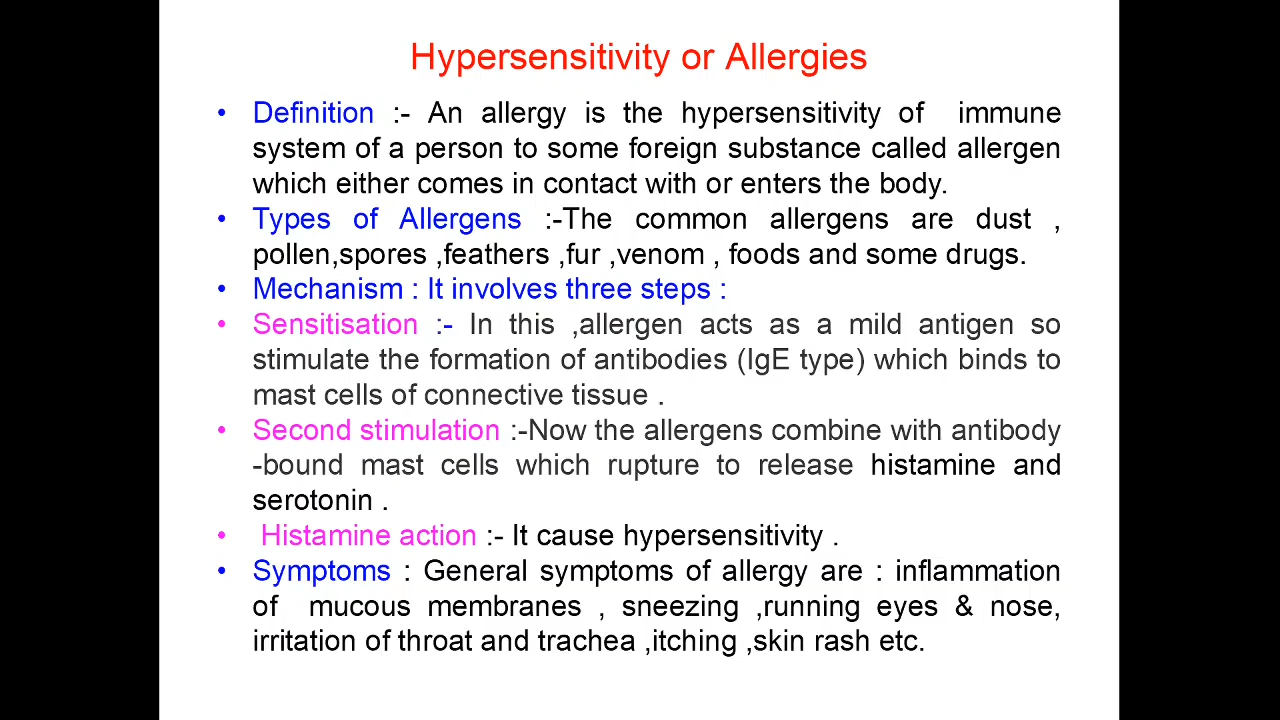 Hypersensitivity or Allergies
• Definition :- An allergy is the hypersensitivity of immune
system of a person to some foreign substance called allergen
which either comes in contact with or enters the body.
• Types of Allergens :-The common allergens are dust ,
pollen,spores ,feathers ,fur ,venom , foods and some drugs.
• Mechanism : It involves three steps :
• Sensitisation :- In this ,allergen acts as a mild antigen so
stimulate the formation of antibodies (IgE type) which binds to
mast cells of connective tissue .
• Second stimulation :-Now the allergens combine with antibody
-bound mast cells which rupture to release histamine and
serotonin .
• Histamine action :- It cause hypersensitivity .
• Symptoms : General symptoms of allergy are : inflammation
of mucous membranes , sneezing ,running eyes & nose,
irritation of throat and trachea ,itching ,skin rash etc.